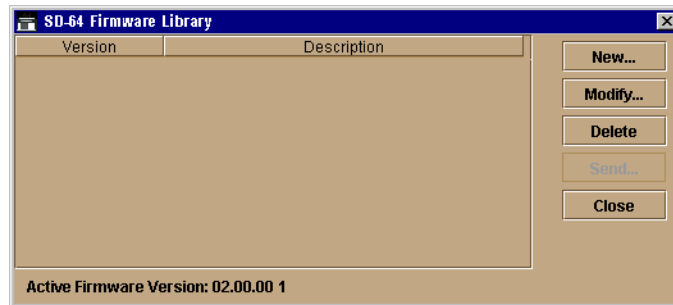 SD-64 Firmware Library
Version Description
New...
Modify...
Delete
Send...
Close
Active Firmware Version: 02.00.00 1